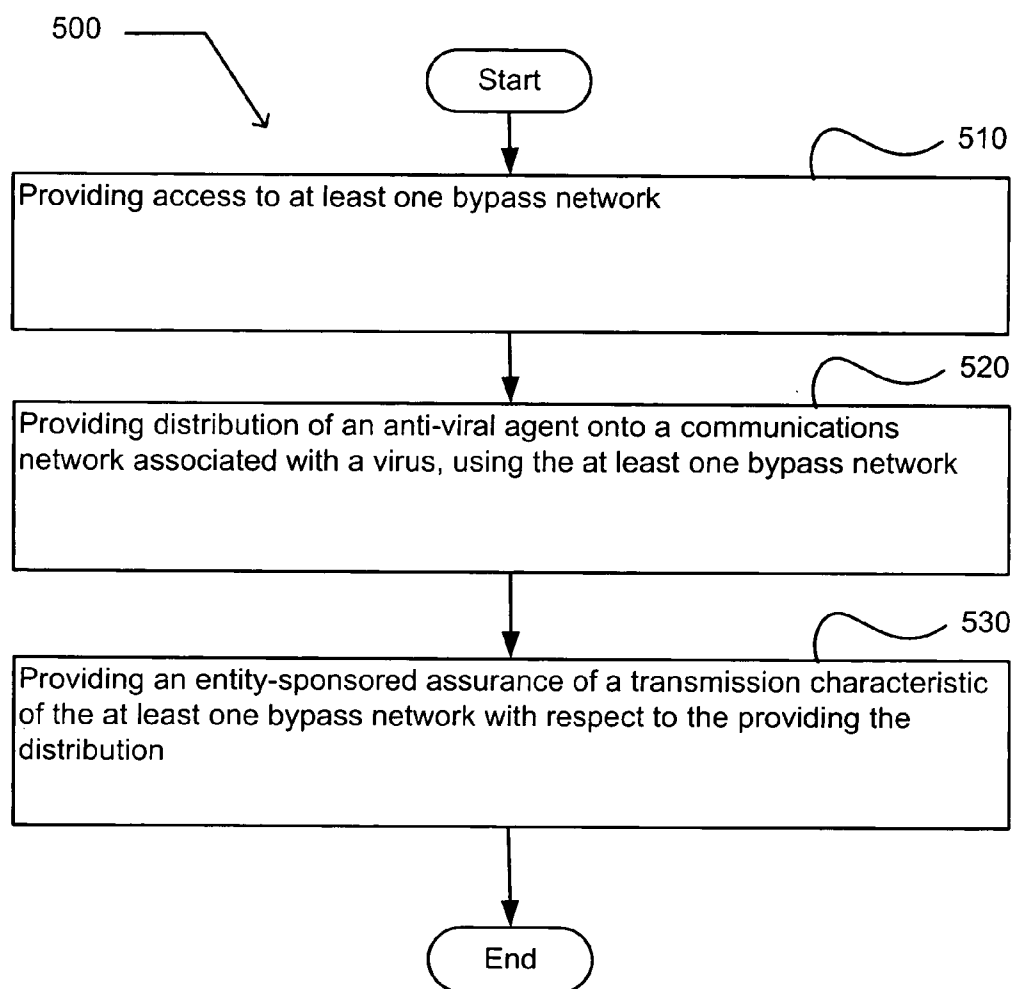 500
Start
510
Providing access to at least one bypass network
520
Providing distribution of an anti-viral agent onto a communications
network associated with a virus, using the at least one bypass network
530
Providing an entity-sponsored assurance of a transmission characteristic
of the at least one bypass network with respect to the providing the
distribution
End